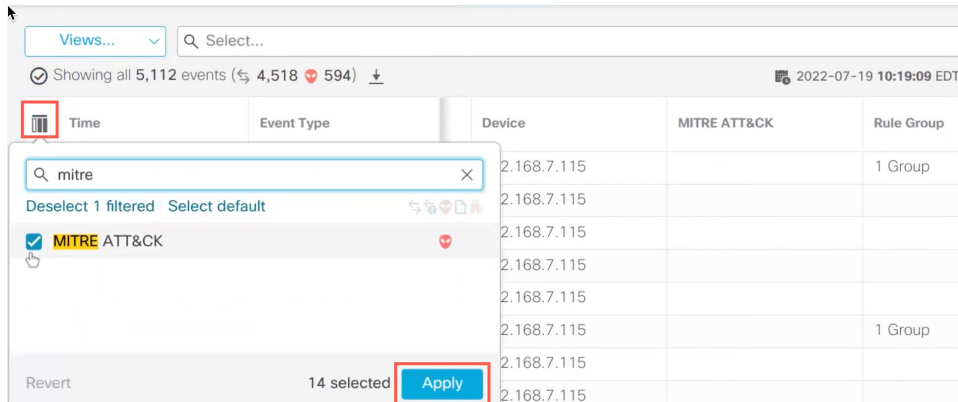 Views...
Select...
Showing all 5,112 events (4,518 594)
2022-07-19 10:19:09 EDT
Time Event Type Device MITRE ATT&CK Rule Group
mitre
2.168.7.115 1 Group
Deselect 1 filtered Select default
2.168.7.115
MITRE ATT&CK
2.168.7.115
2.168.7.115
2.168.7.115
2.168.7.115 1 Group
2.168.7.115
Revert 14 selected Apply
2.168.7.115